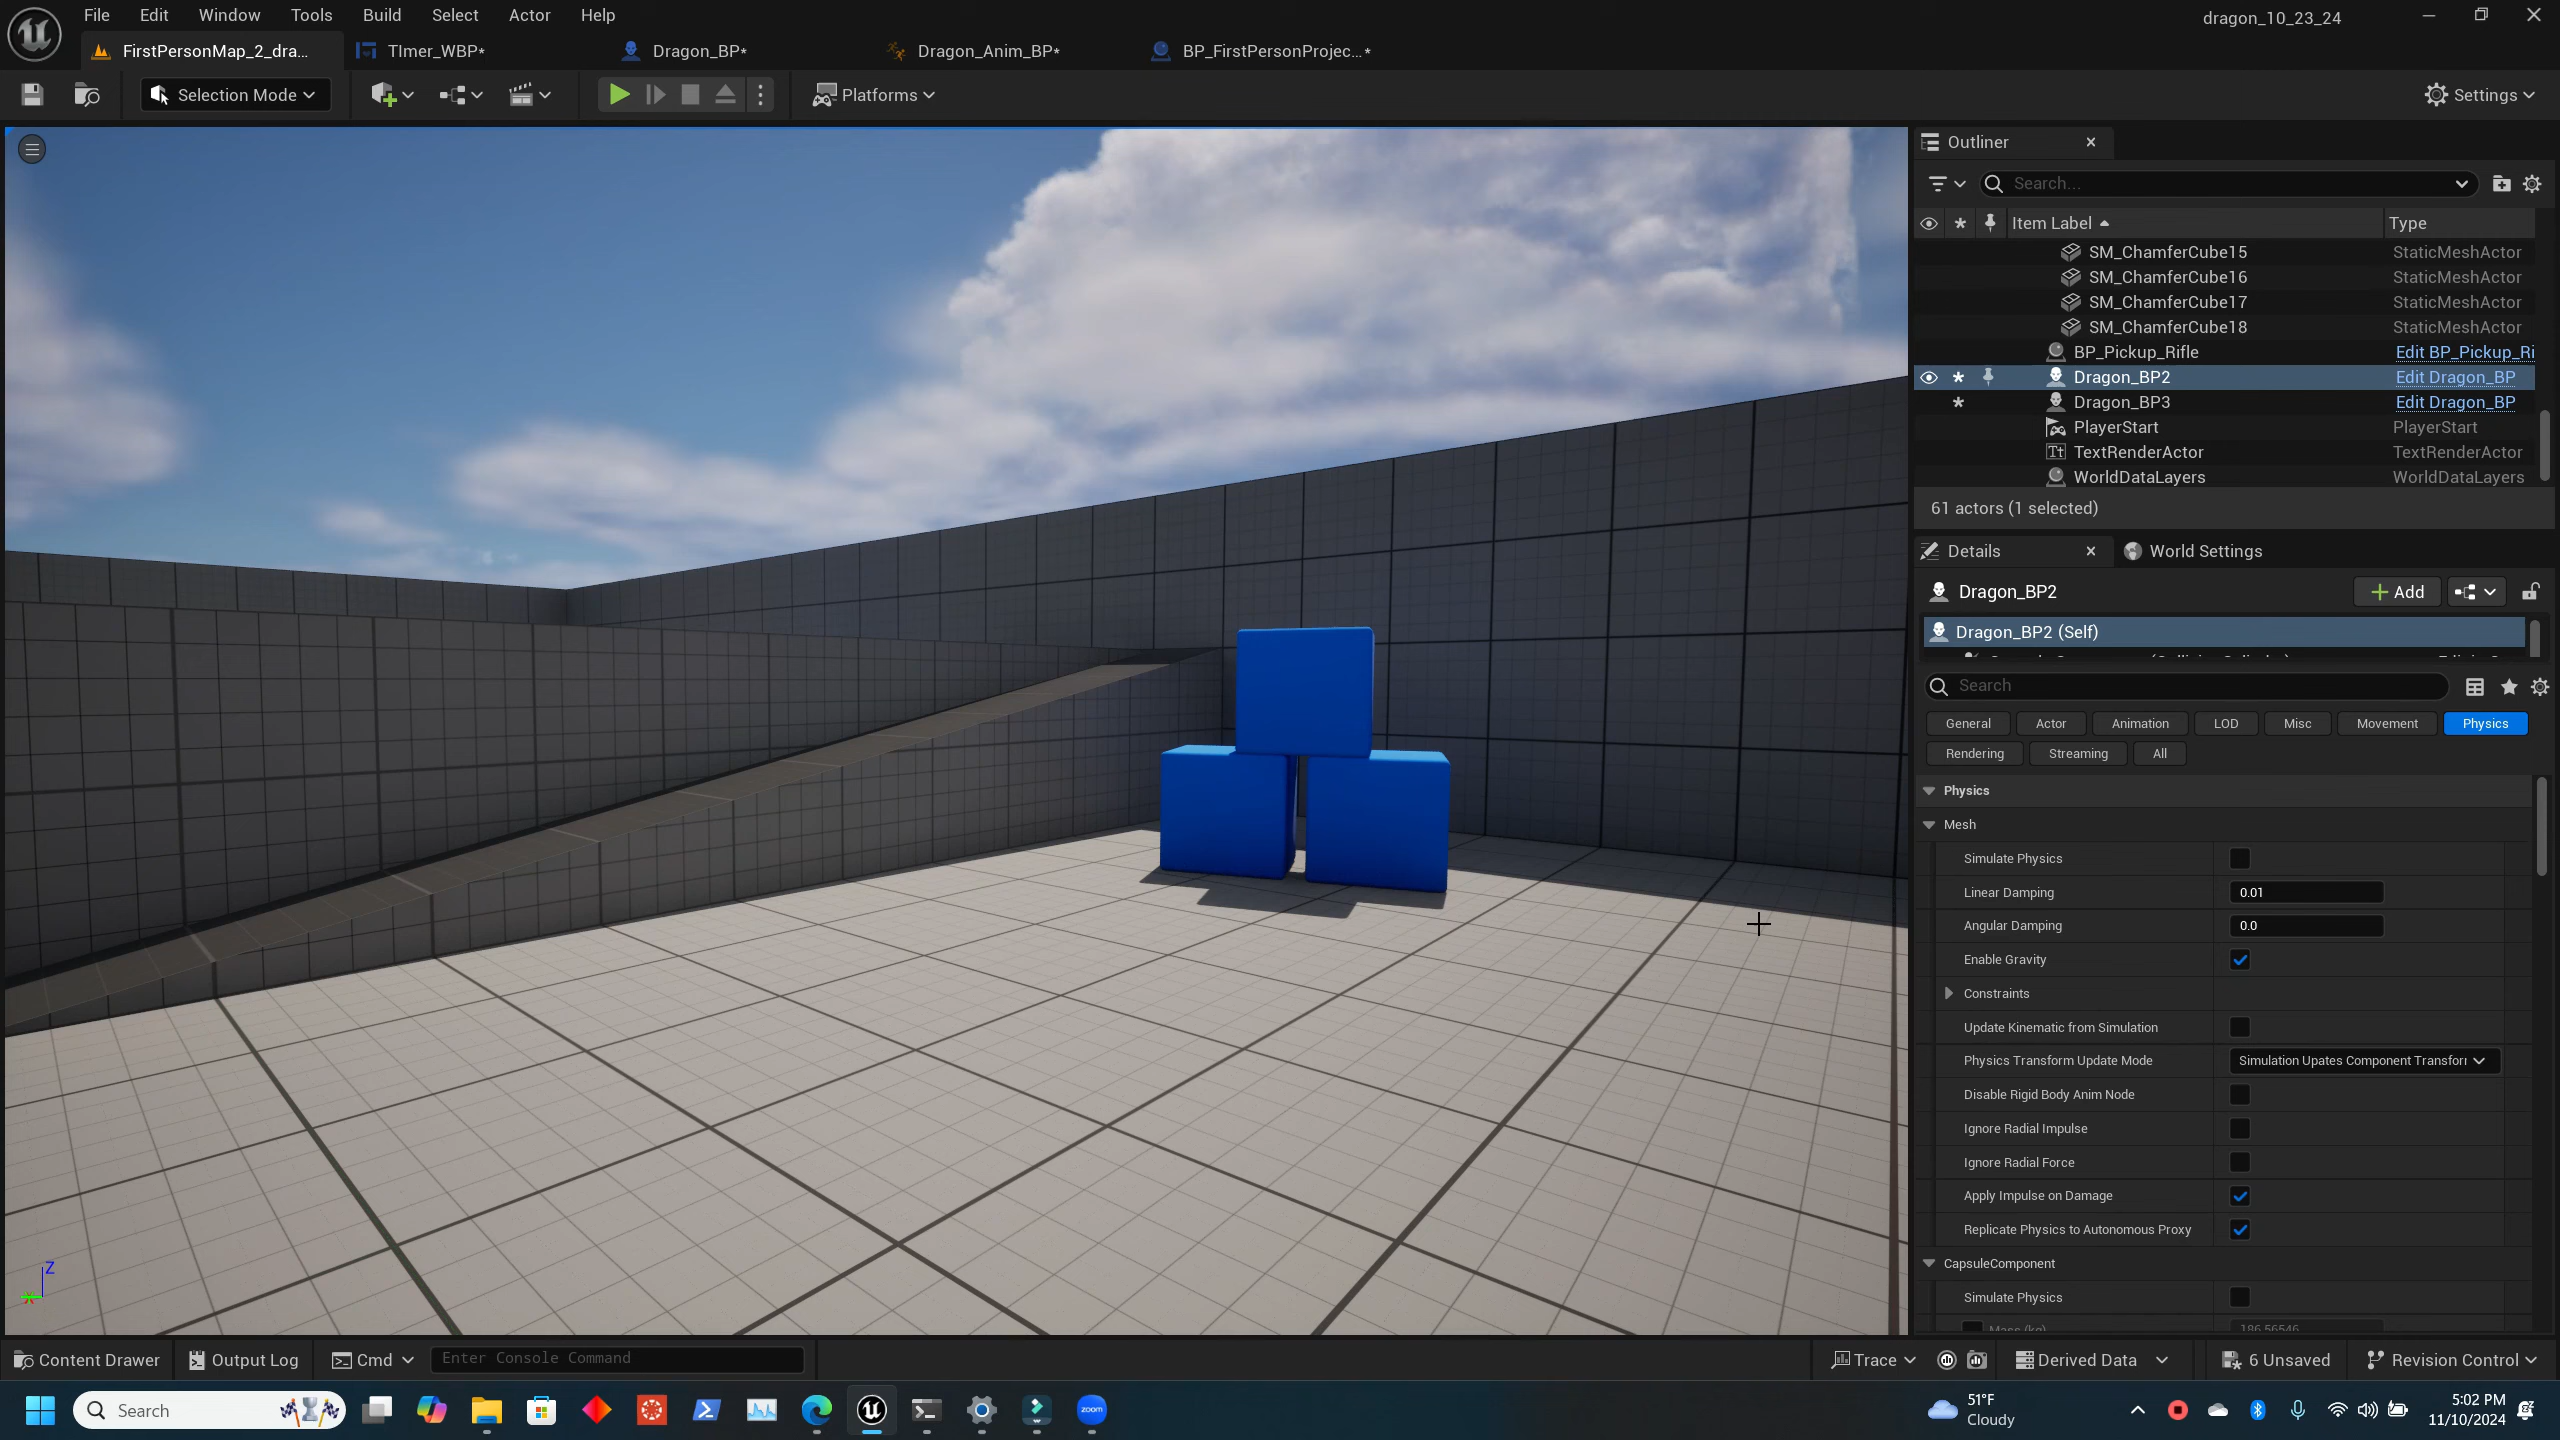 File Edit Window Tools Build Select Actor Help
dragon_10_23_24
FirstPersonMap_2_dra... TImer_WBP* Dragon_BP* Dragon_Anim_BP* BP_FirstPersonProjec...*
Selection Mode Platforms Settings
Outliner
Search...
Item Label Type
SM_ChamferCube15 StaticMeshActor
SM_ChamferCube16 StaticMeshActor
SM_ChamferCube17 StaticMeshActor
SM_ChamferCube18 StaticMeshActor
BP_Pickup_Rifle Edit BP_Pickup_Ri
Dragon_BP2 Edit Dragon_BP
Dragon_BP3 Edit Dragon_BP
PlayerStart PlayerStart
TextRenderActor TextRenderActor
WorldDataLayers WorldDataLayers
61 actors (1 selected)
Details World Settings
Dragon_BP2 Add
Dragon_BP2 (Self)
Search
General Actor Animation LOD Misc Movement Physics
Rendering Streaming All
Physics
Mesh
Simulate Physics
Linear Damping 0.01
Angular Damping 0.0
Enable Gravity
Constraints
Update Kinematic from Simulation
Physics Transform Update Mode Simulation Upates Component Transfor
Disable Rigid Body Anim Node
Ignore Radial Impulse
Ignore Radial Force
Apply Impulse on Damage
Replicate Physics to Autonomous Proxy
CapsuleComponent
Simulate Physics
Mass (kg) 186.56546
Z
Content Drawer Output Log Cmd Enter Console Command Trace Derived Data 6 Unsaved Revision Control
Search zoom
51°F
Cloudy
5:02 PM
11/10/2024